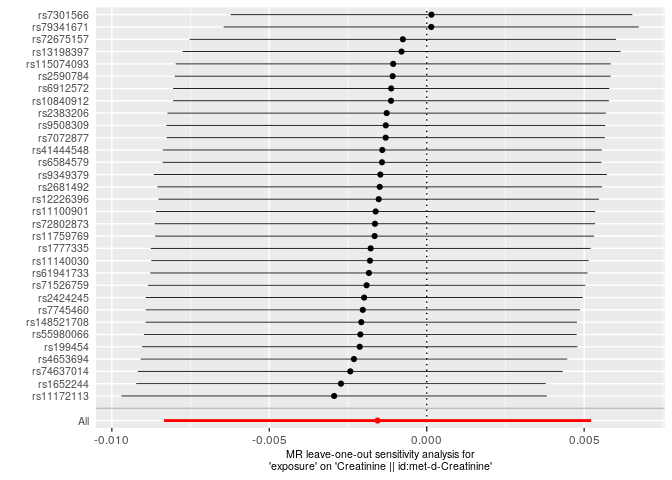 rs7301566
rs79341671
rs72675157
rs13198397
rs115074093
rs2590784
rs6912572
rs10840912
rs2383206
rs9508309
rs7072877
rs41444548
rs6584579
rs9349379
rs2681492
rs12226396
rs11100901
rs72802873
rs11759769
rs1777335
rs11140030
rs61941733
rs71526759
rs2424245
rs7745460
rs148521708
rs55980066
rs199454
rs4653694
rs74637014
rs1652244
rs11172113
All
-0.010 -0.005 0.000 0.005
MR leave-one-out sensitivity analysis for
'exposure' on 'Creatinine || id:met-d-Creatinine'